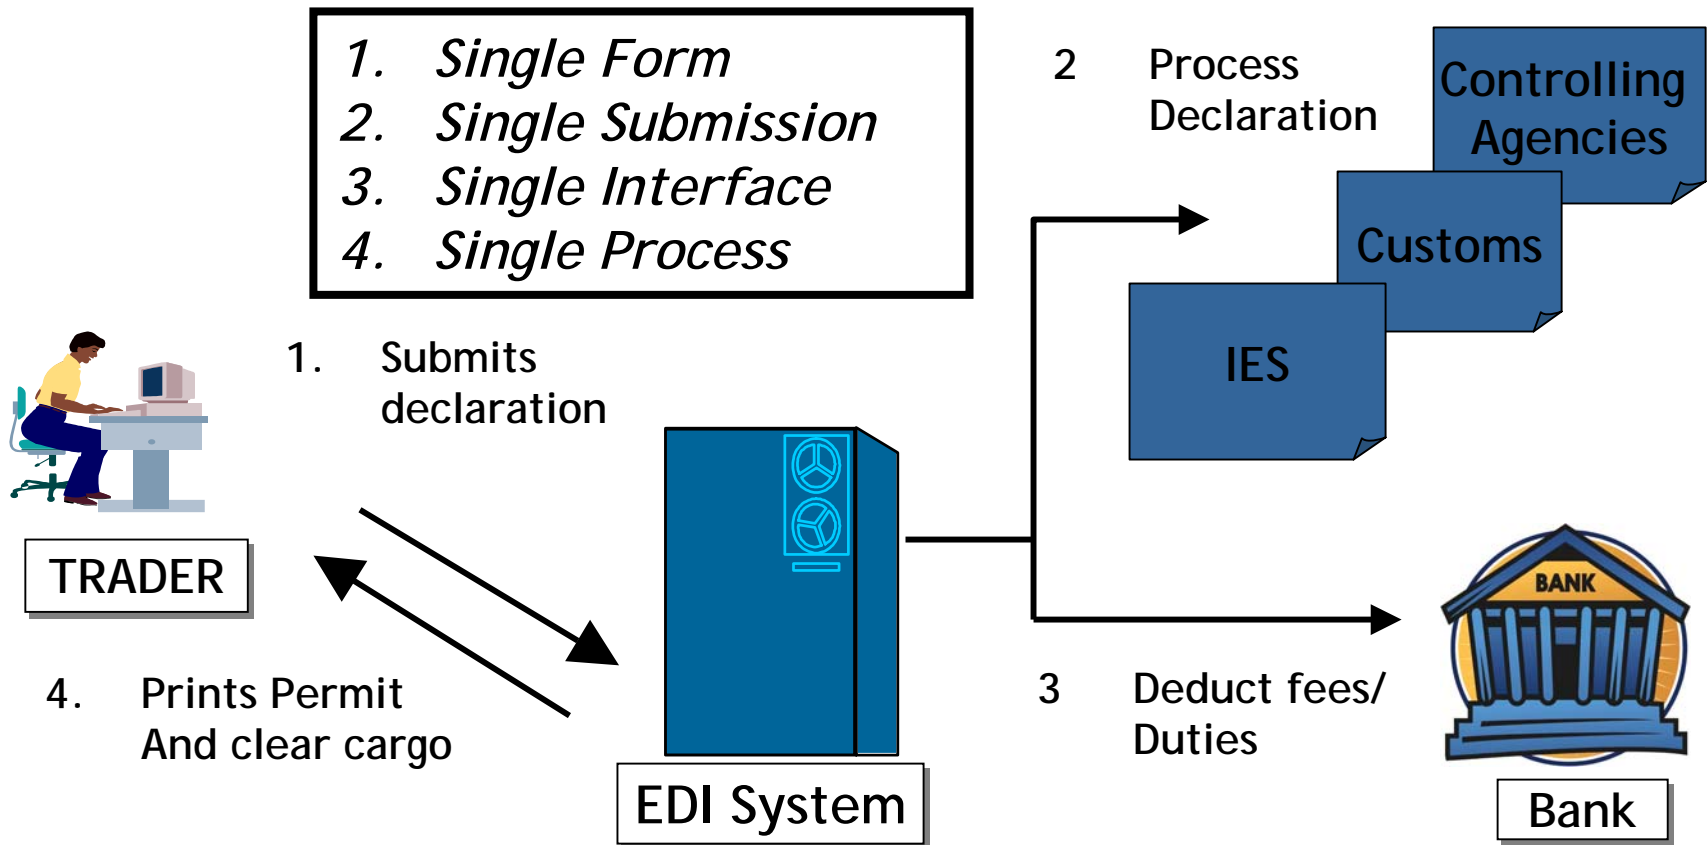 1. Single Form
2. Single Submission
3. Single Interface
4. Single Process
2 Process
Declaration
Controlling
Agencies
Customs
IES
1. Submits
declaration
TRADER
4. Prints Permit
And clear cargo
EDI System
3 Deduct fees/
Duties
BANK
Bank